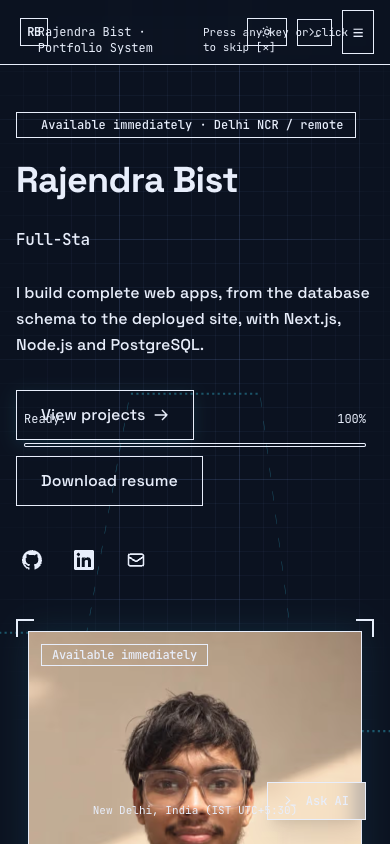 RB
Rajendra Bist ·
Portfolio System
Press any key or click
to skip [×]
Available immediately · Delhi NCR / remote
Rajendra Bist
Full-Sta
I build complete web apps, from the database
schema to the deployed site, with Next.js,
Node.js and PostgreSQL.
View projects →
Ready.
100%
Download resume
Available immediately
Ask AI
New Delhi, India (IST UTC+5:30)